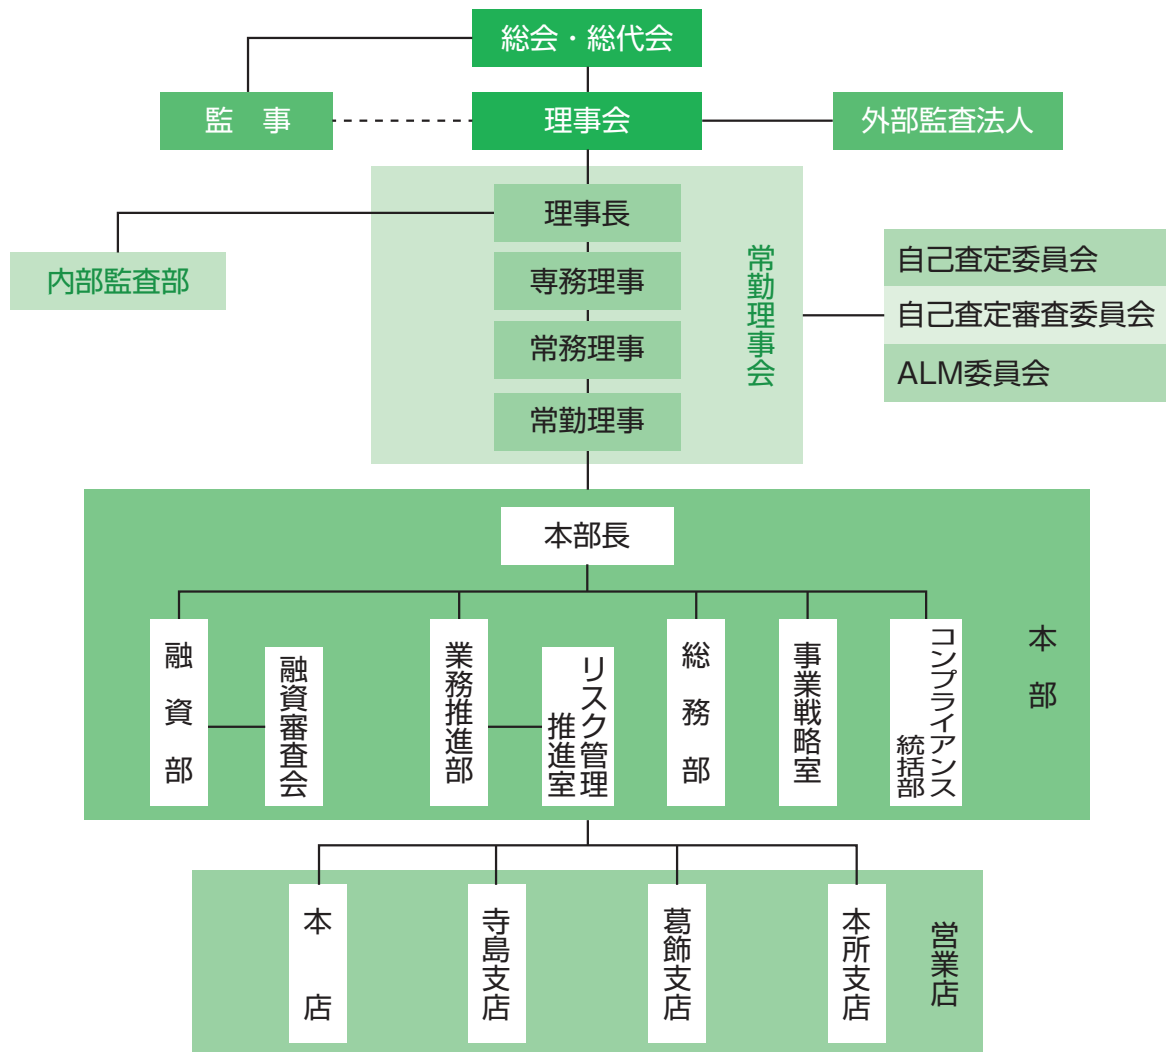 総会・総代会
監　事
理事会
外部監査法人
理事長
内部監査部
専務理事
常務理事
常勤理事
常勤理事会
自己査定委員会
自己査定審査委員会
ALM委員会
本部長
本　部
融　資　部
融資審査会
業務推進部
リスク管理
推進室
総　務　部
事業戦略室
コンプライアンス
統括部
本　店
寺島支店
葛飾支店
本所支店
営業店